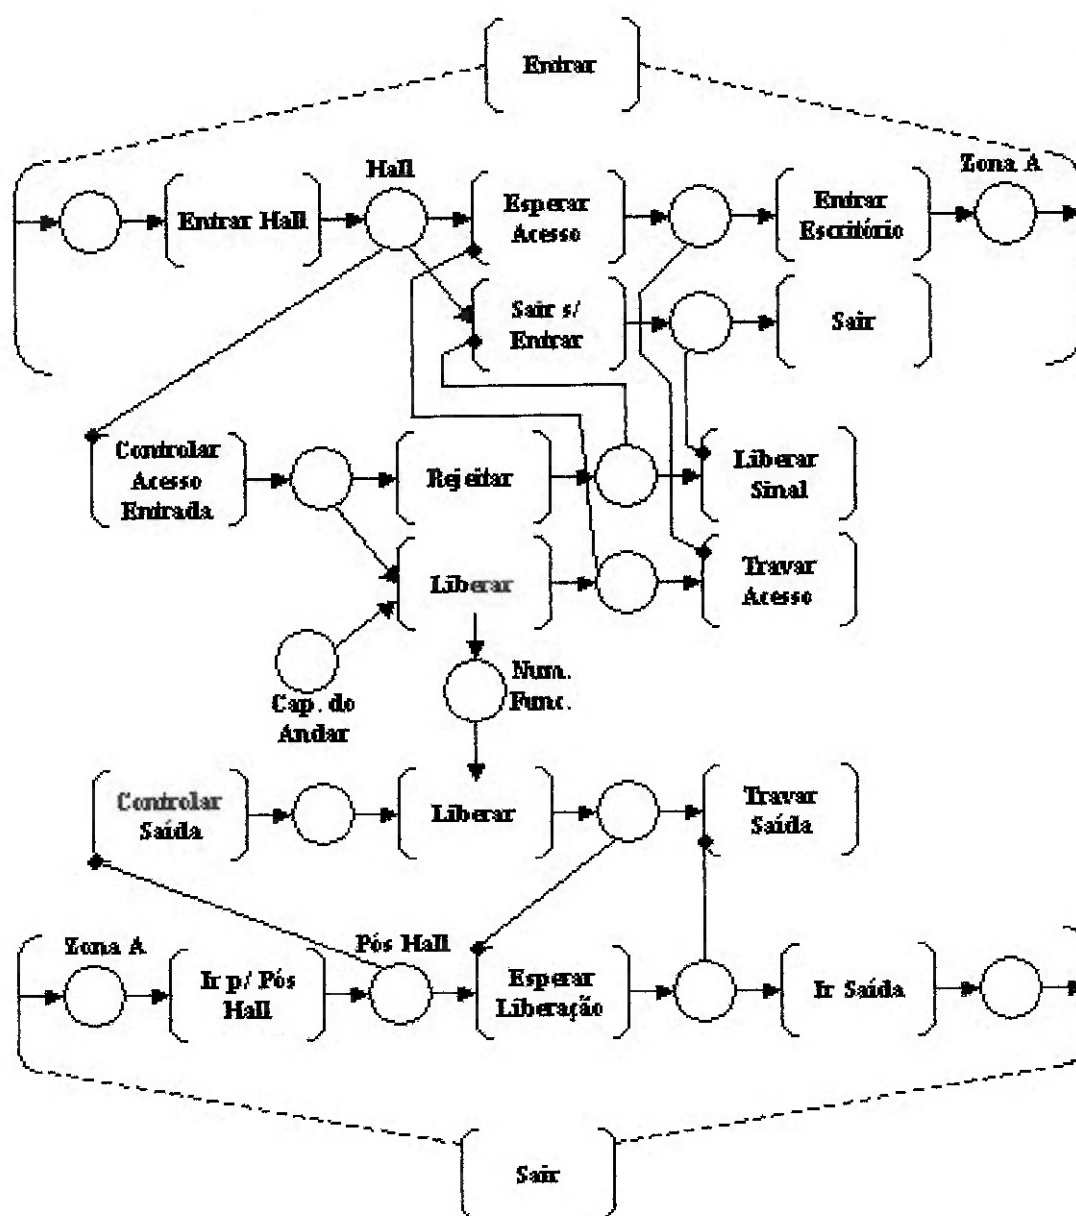 Entrar
Hall
Zona A
Entrar Hall
Esperar
Acesso
Entrar
Escritório
Sair s/
Entrar
Sair
Controlar
Acesso
Entrada
Rejeitar
Liberar
Sinal
Liberar
Travar
Acesso
Cap. do
Andar
Num.
Func.
Controlar
Saída
Liberar
Travar
Saída
Zona A
Ir p/ Pós
Hall
Pós Hall
Esperar
Liberação
Ir Saída
Sair